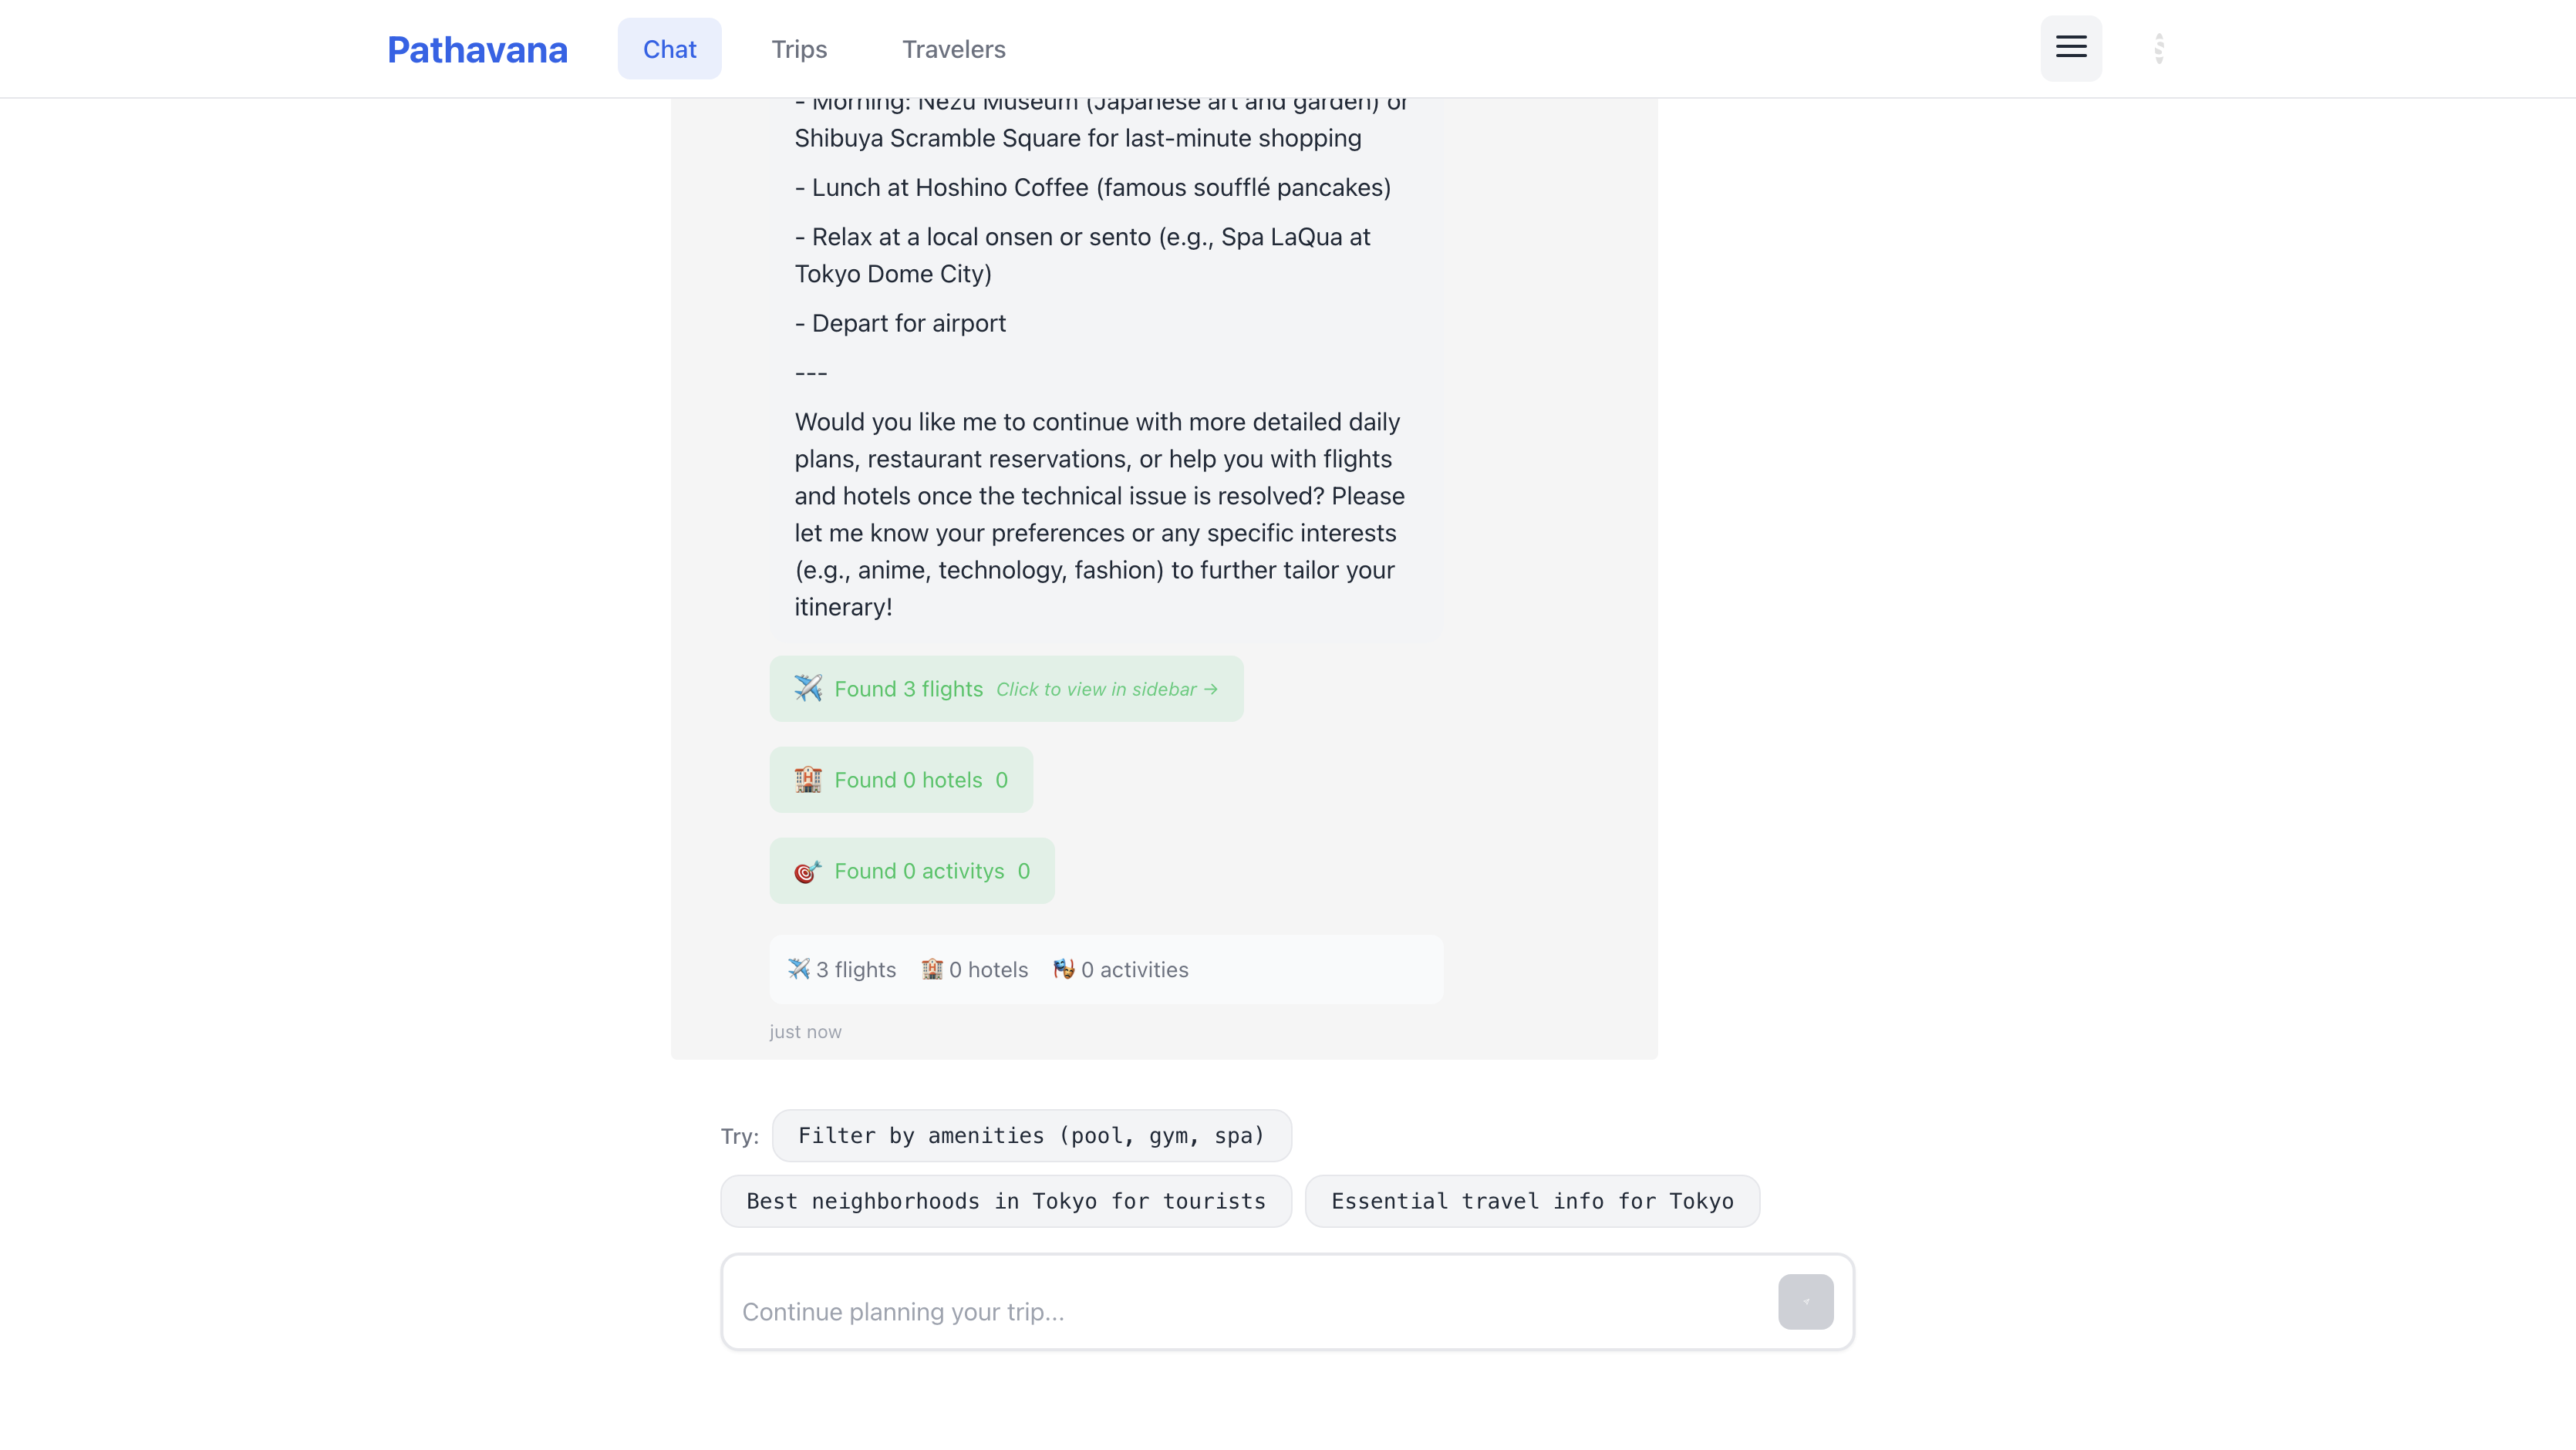 Pathavana Chat Trips Travelers
- Morning: Nezu Museum (Japanese art and garden) or
Shibuya Scramble Square for last-minute shopping
- Lunch at Hoshino Coffee (famous soufflé pancakes)
- Relax at a local onsen or sento (e.g., Spa LaQua at
Tokyo Dome City)
- Depart for airport
---
Would you like me to continue with more detailed daily
plans, restaurant reservations, or help you with flights
and hotels once the technical issue is resolved? Please
let me know your preferences or any specific interests
(e.g., anime, technology, fashion) to further tailor your
itinerary!
Found 3 flights Click to view in sidebar →
Found 0 hotels 0
Found 0 activitys 0
3 flights 0 hotels 0 activities
just now
Try: Filter by amenities (pool, gym, spa)
Best neighborhoods in Tokyo for tourists Essential travel info for Tokyo
Continue planning your trip...